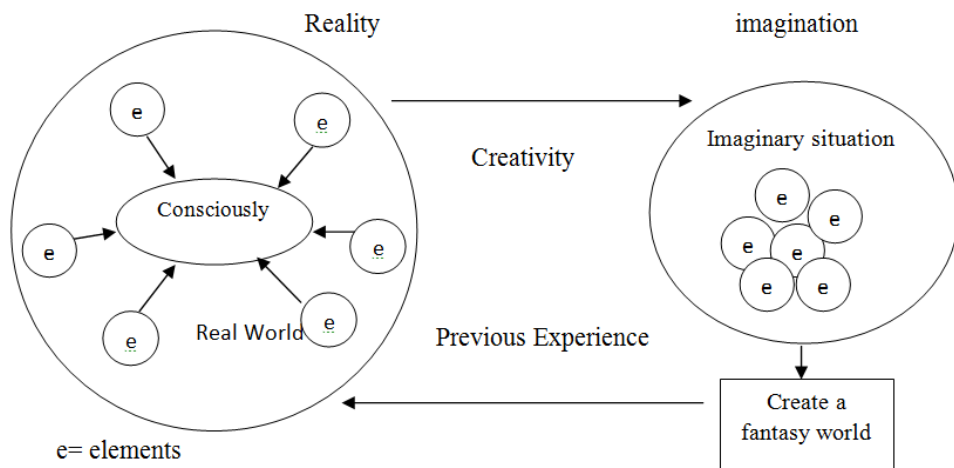 Reality
imagination
e
e
Imaginary situation
Creativity
Consciously
e
e
e
e
e
e
e
e
Real World
e
e
e
Previous Experience
Create a
fantasy world
e= elements